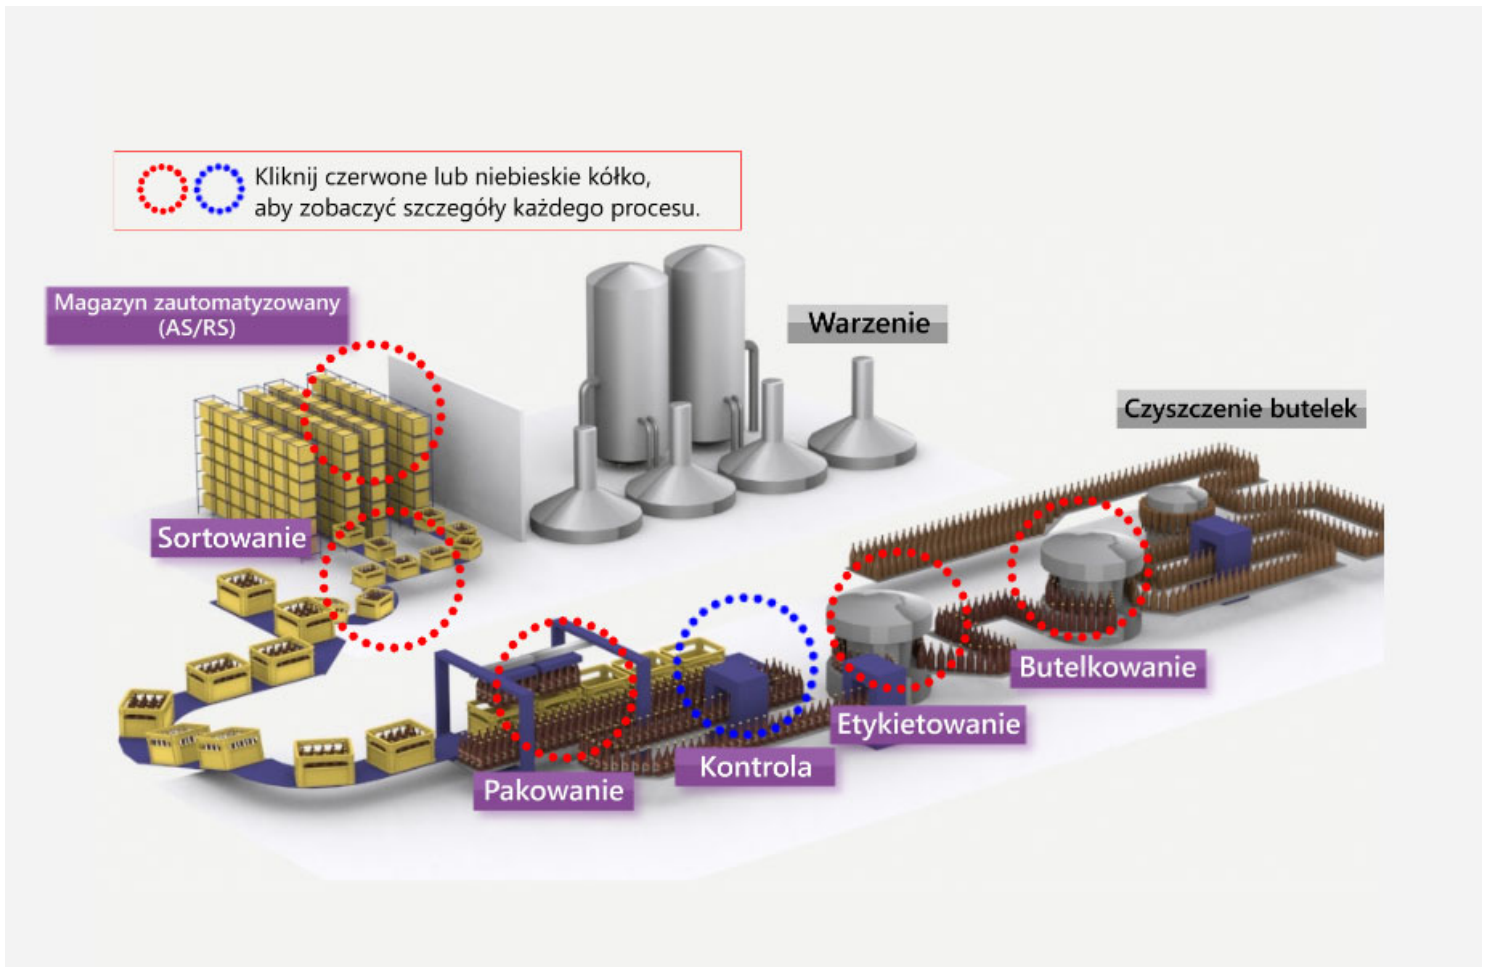 Kliknij czerwone lub niebieskie kółko,
aby zobaczyć szczegóły każdego procesu.
Magazyn zautomatyzowany
(AS/RS)
Warzenie
Czyszczenie butelek
Sortowanie
Butelkowanie
Etykietowanie
Kontrola
Pakowanie